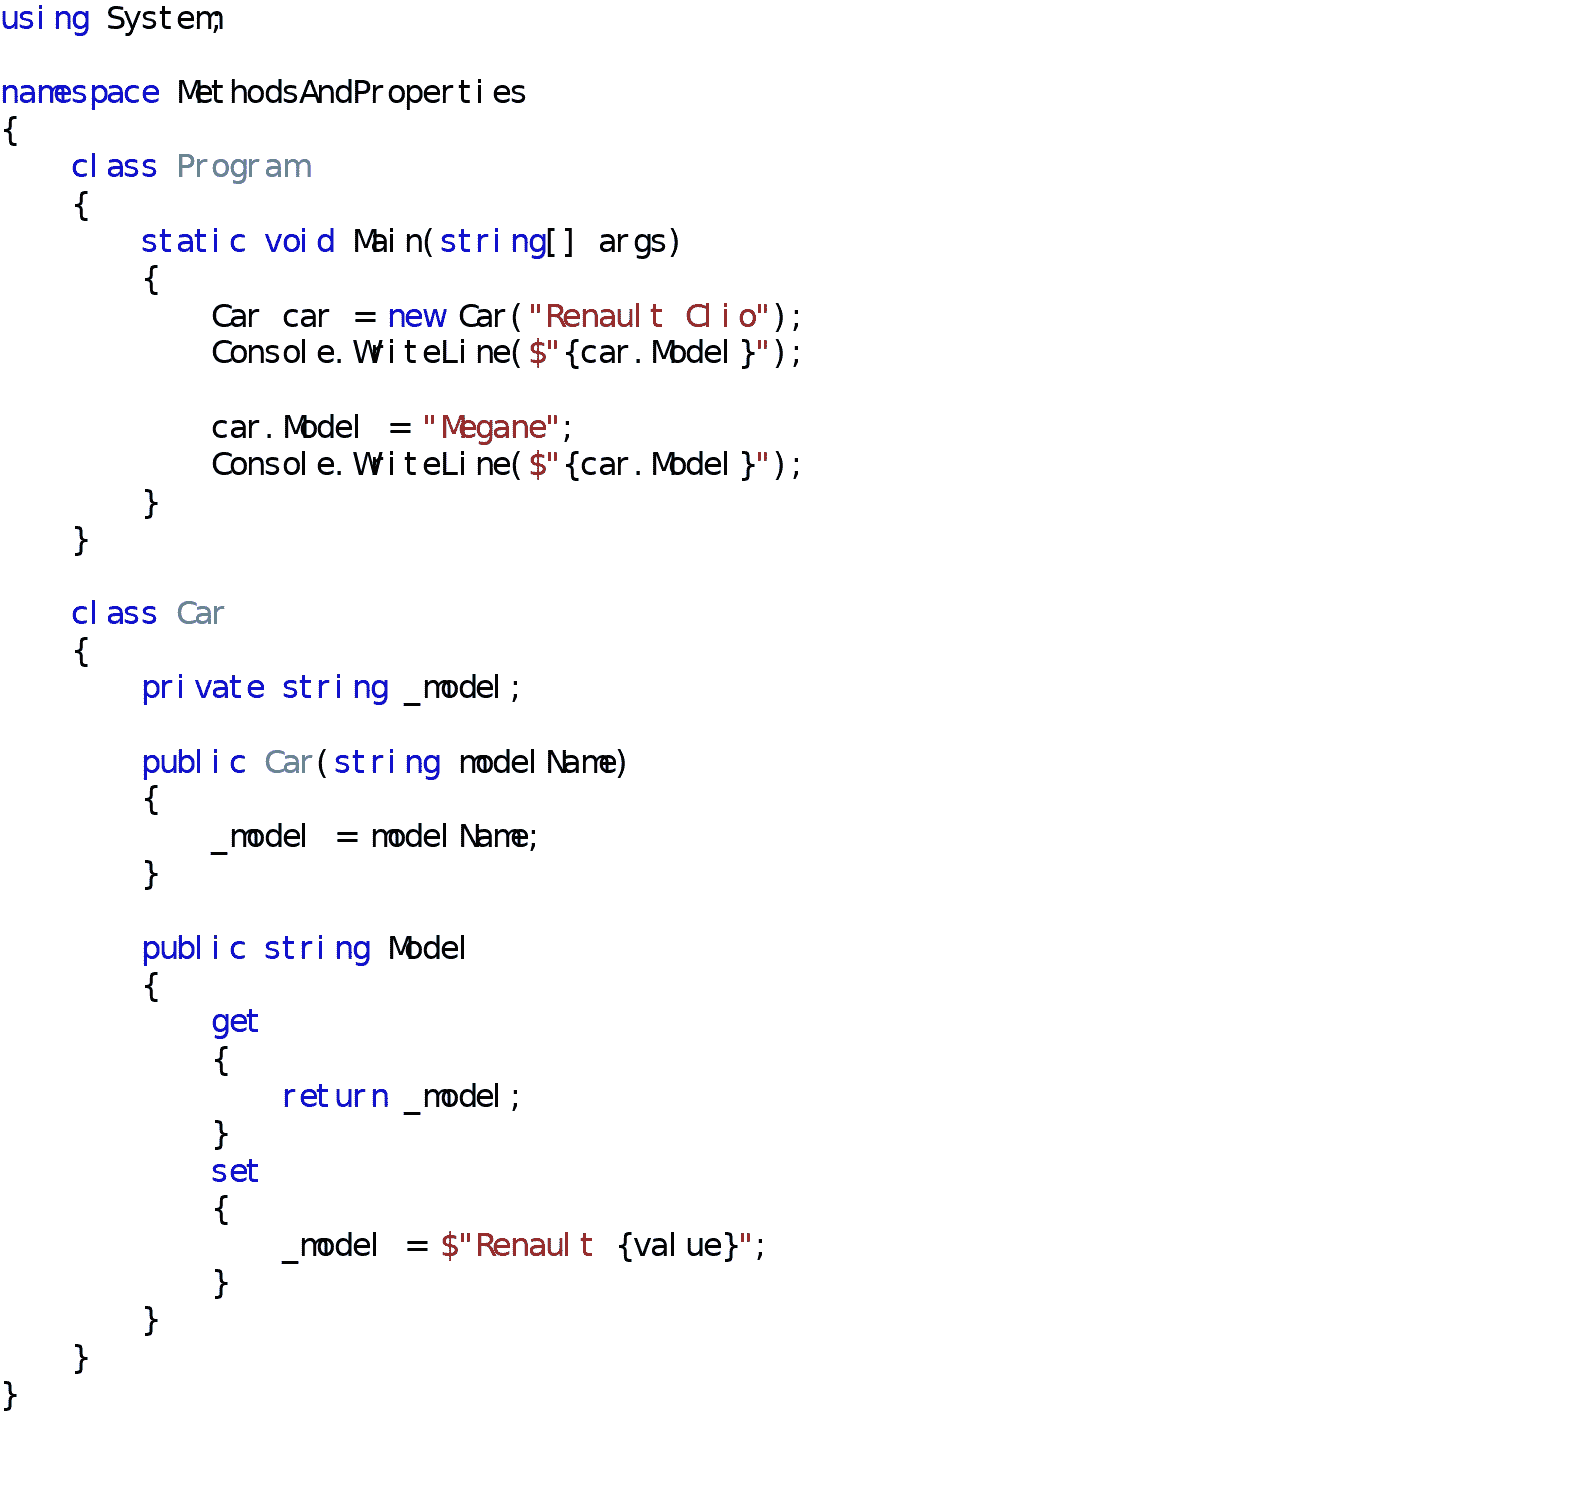 using System;

namespace MethodsAndProperties
{
    class Program
    {
        static void Main(string[] args)
        {
            Car car = new Car("Renault Clio");
            Console.WriteLine($"{car.Model}");

            car.Model = "Megane";
            Console.WriteLine($"{car.Model}");
        }
    }

    class Car
    {
        private string _model;

        public Car(string modelName)
        {
            _model = modelName;
        }

        public string Model
        {
            get
            {
                return _model;
            }
            set
            {
                _model = $"Renault {value}";
            }
        }
    }
}